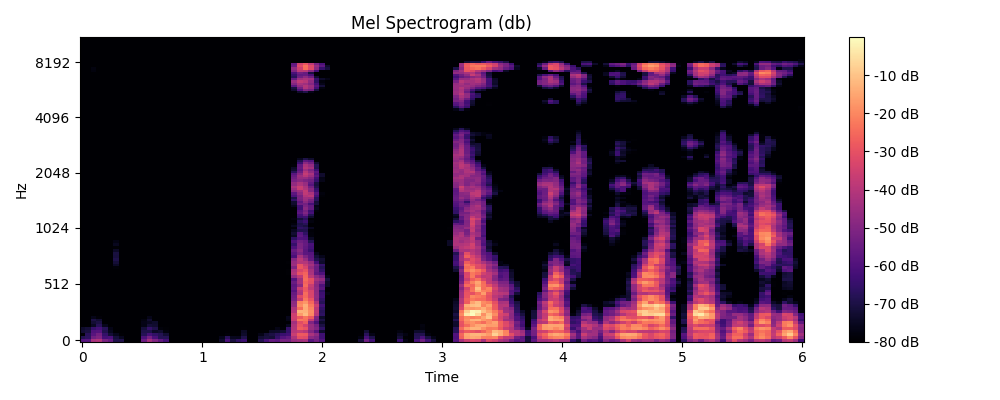 Mel Spectrogram (db)
8192
4096
2048
1024
512
0
Hz
0 1 2 3 4 5 6
Time
-10 dB
-20 dB
-30 dB
-40 dB
-50 dB
-60 dB
-70 dB
-80 dB